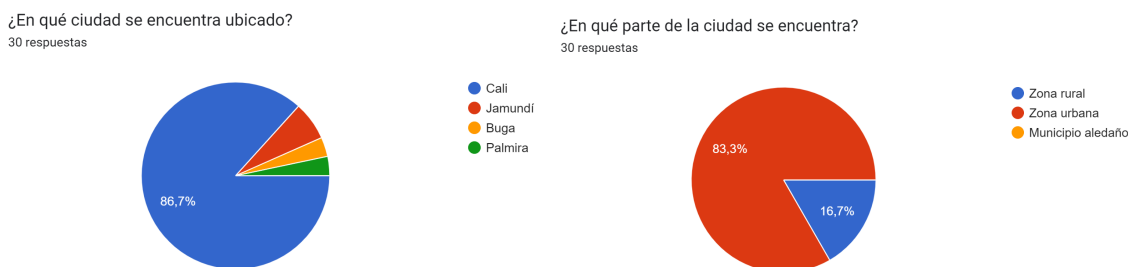 ¿En qué ciudad se encuentra ubicado?
30 respuestas
Cali
Jamundí
Buga
Palmira
86,7%
¿En qué parte de la ciudad se encuentra?
30 respuestas
Zona rural
Zona urbana
Municipio aledaño
83,3%
16,7%